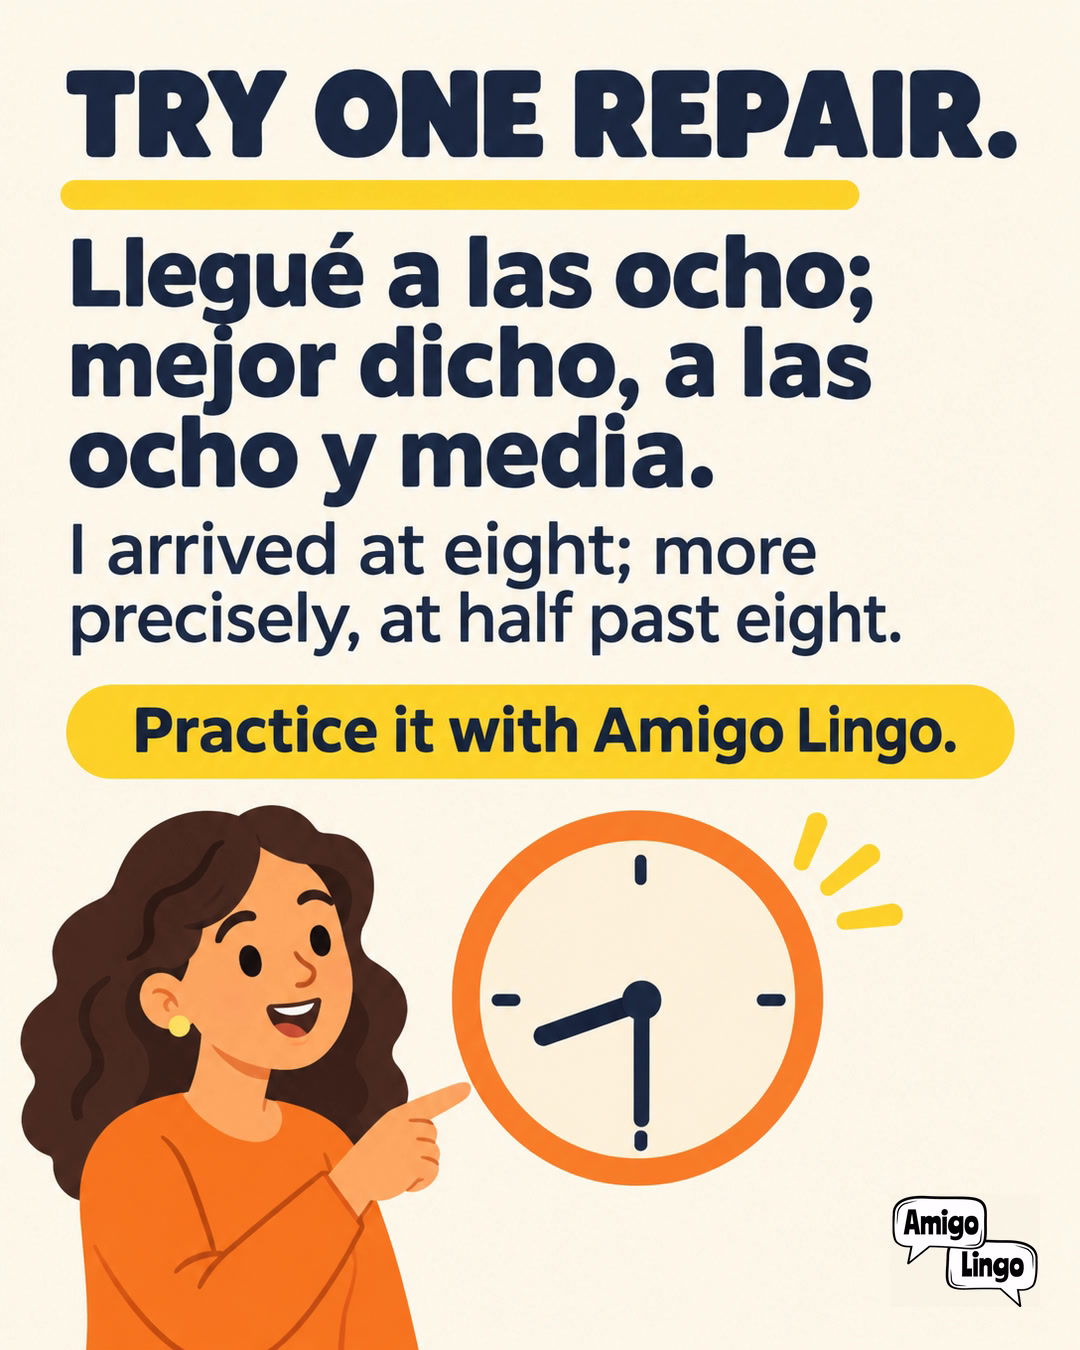 TRY ONE REPAIR.
Llegué a las ocho;
mejor dicho, a las
ocho y media.
I arrived at eight; more
precisely, at half past eight.
Practice it with Amigo Lingo.
Amigo
Lingo